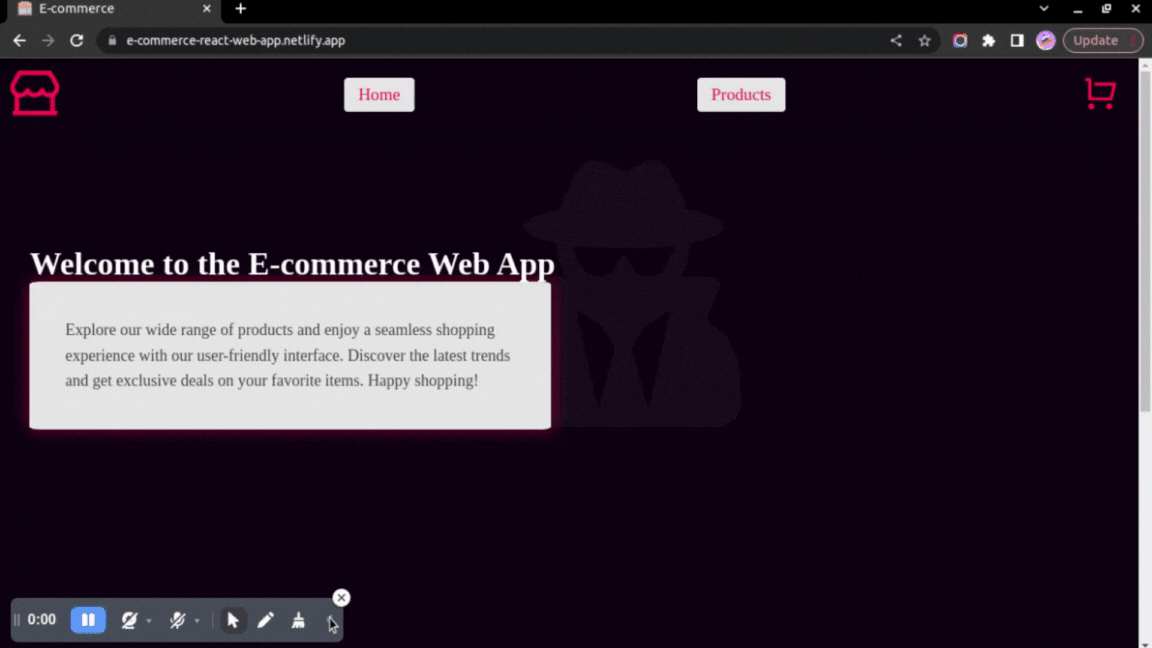 E-commerce
e-commerce-react-web-app.netlify.app
Update
Home
Products
Welcome to the E-commerce Web App
Explore our wide range of products and enjoy a seamless shopping
experience with our user-friendly interface. Discover the latest trends
and get exclusive deals on your favorite items. Happy shopping!
0:00